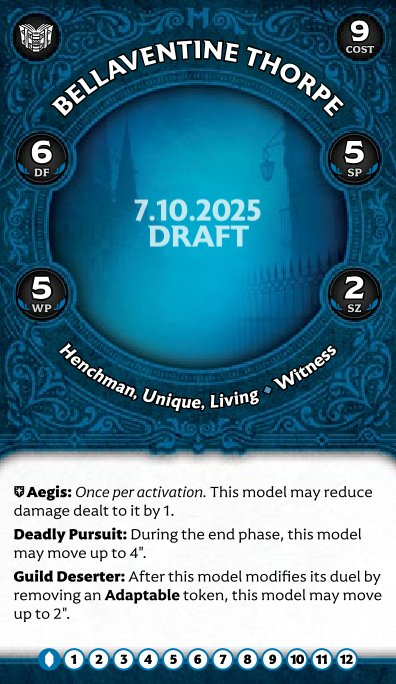 BELLAVENTINE THORPE
9
COST
6
DF
5
SP
7.10.2025
DRAFT
5
WP
2
SZ
Henchman, Unique, Living ♦ Witness
Aegis: Once per activation. This model may reduce
damage dealt to it by 1.
Deadly Pursuit: During the end phase, this model
may move up to 4".
Guild Deserter: After this model modifies its duel by
removing an Adaptable token, this model may move
up to 2".
1 2 3 4 5 6 7 8 9 10 11 12